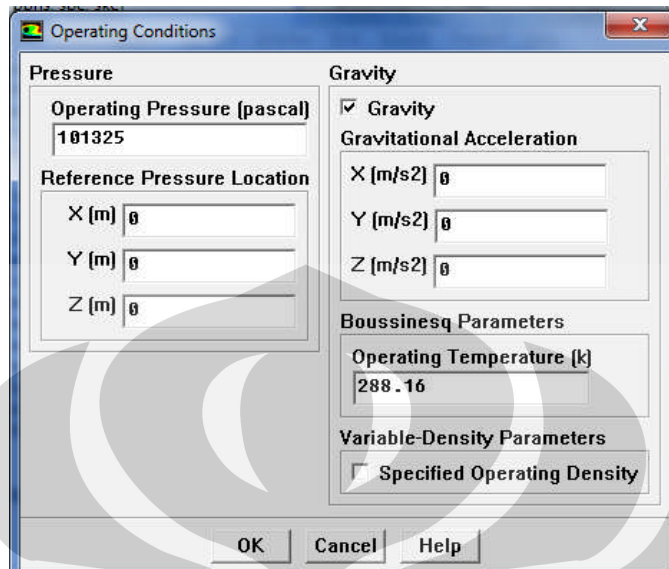 Operating Conditions
Pressure
Operating Pressure (pascal)
101325
Reference Pressure Location
X (m) 0
Y (m) 0
Z (m) 0
Gravity
Gravity
Gravitational Acceleration
X (m/s2) 0
Y (m/s2) 0
Z (m/s2) 0
Boussinesq Parameters
Operating Temperature (k)
288.16
Variable-Density Parameters
Specified Operating Density
OK Cancel Help